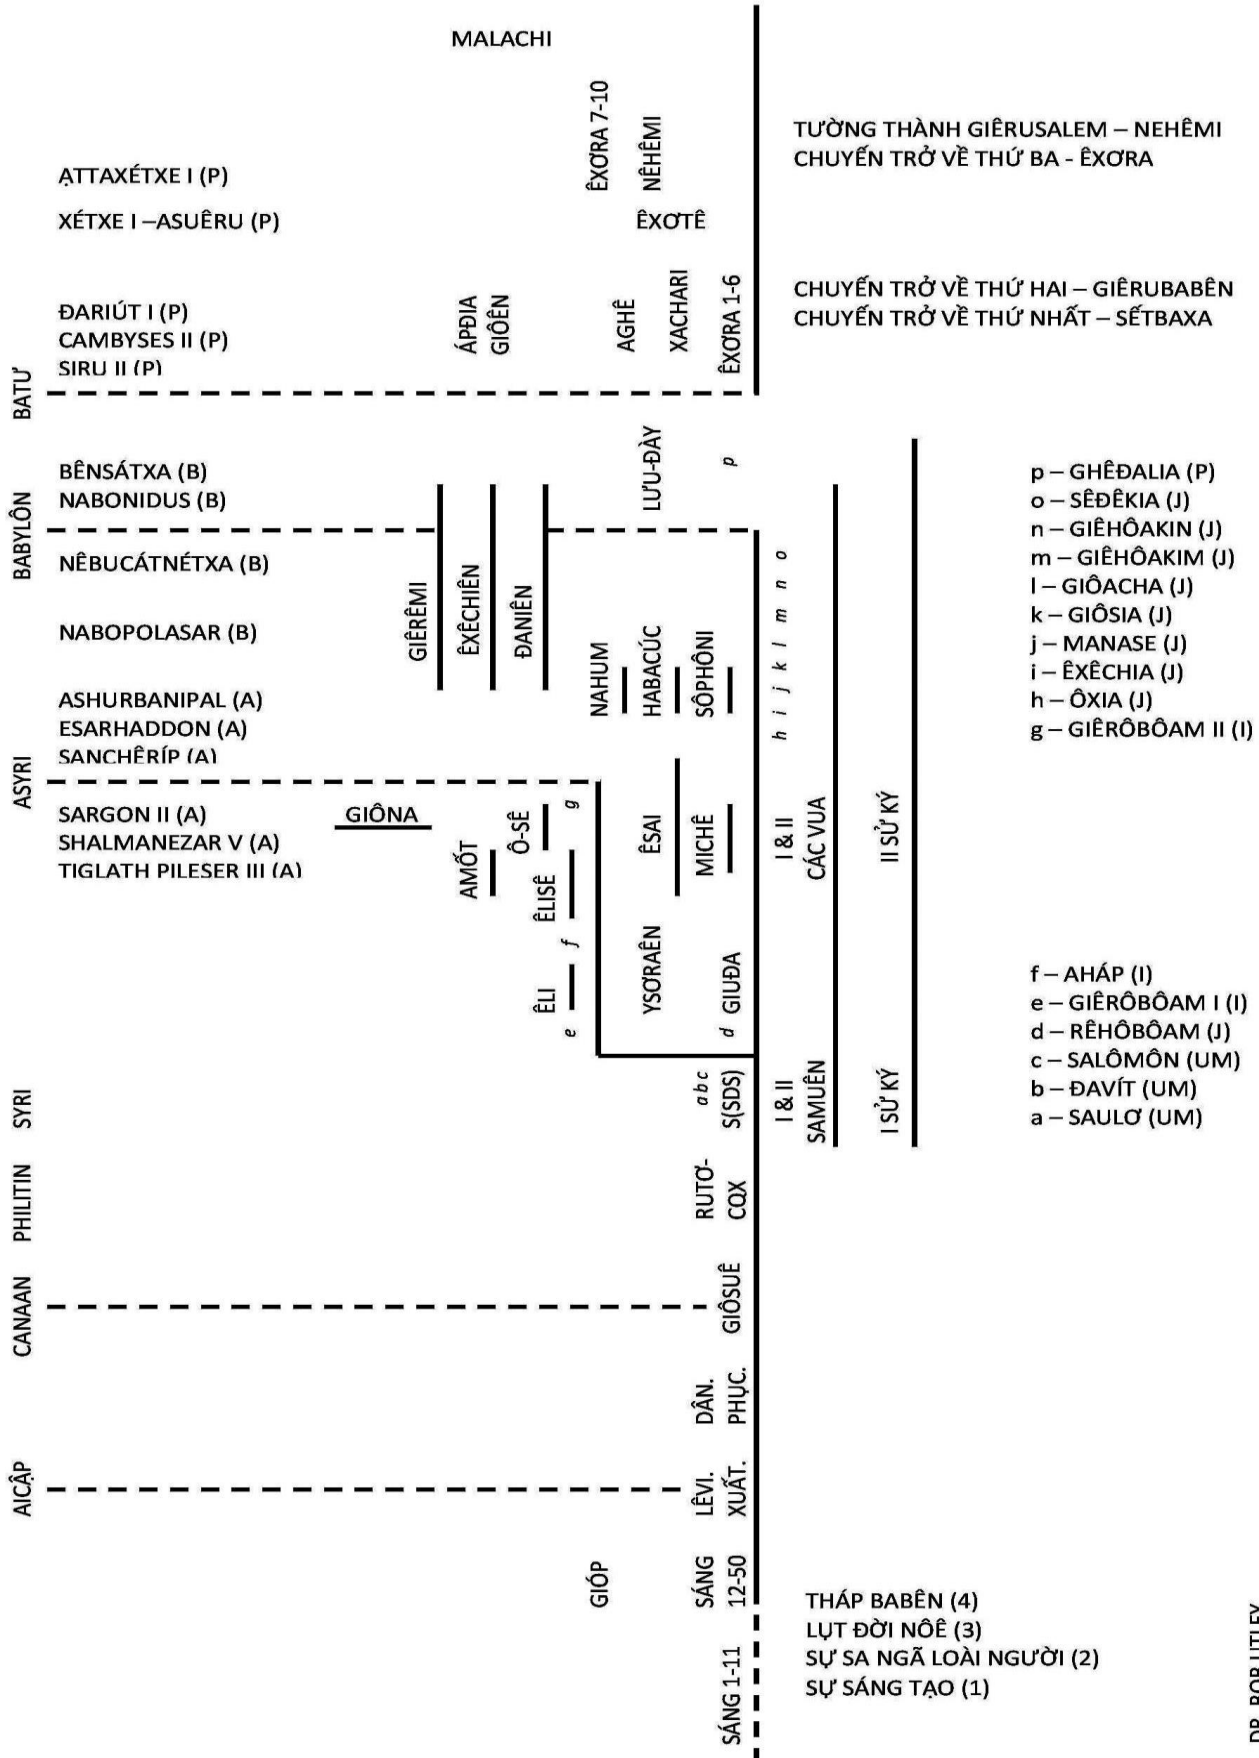 MALACHI
ÊXƠRA 7-10
NÊHÊMI
TƯỜNG THÀNH GIÊRUSALEM – NEHÊMI
CHUYẾN TRỞ VỀ THỨ BA - ÊXƠRA
ẠTTAXÉTXE I (P)
XÉTXE I –ASUÊRU (P)
ÊXƠTÊ
ĐARIÚT I (P)
CAMBYSES II (P)
SIRU II (P)
ÁPĐIA
GIÔÊN
AGHÊ
XACHARI
ÊXƠRA 1-6
CHUYẾN TRỞ VỀ THỨ HAI – GIÊRUBABÊN
CHUYẾN TRỞ VỀ THỨ NHẤT – SẾTBAXA
BATƯ
BÊNSÁTXA (B)
NABONIDUS (B)
LƯU-ĐÀY
p
BABYLÔN
NÊBUCÁTNÉTXA (B)
NABOPOLASAR (B)
GIÊRÊMI
ÊXÊCHIÊN
ĐANIÊN
NAHUM
HABACÚC
SÔPHÔNI
h i j k l m n o
p – GHÊĐALIA (P)
o – SÊĐÊKIA (J)
n – GIÊHÔAKIN (J)
m – GIÊHÔAKIM (J)
l – GIÔACHA (J)
k – GIÔSIA (J)
j – MANASE (J)
i – ÊXÊCHIA (J)
h – ÔXIA (J)
g – GIÊRÔBÔAM II (I)
ASHURBANIPAL (A)
ESARHADDON (A)
SANCHÊRÍP (A)
ASYRI
SARGON II (A)
SHALMANEZAR V (A)
TIGLATH PILESER III (A)
GIÔNA
AMỐT
Ô-SÊ
ÊLISÊ
g
ÊSAI
MICHÊ
I & II
CÁC VUA
II SỬ KÝ
ÊLI
e
f
YSƠRAÊN
d
GIUĐA
f – AHÁP (I)
e – GIÊRÔBÔAM I (I)
d – RÊHÔBÔAM (J)
c – SALÔMÔN (UM)
b – ĐAVÍT (UM)
a – SAULƠ (UM)
SYRI
a b c
S(SDS)
I & II
SAMUÊN
I SỬ KÝ
PHILITIN
RUTƠ-
CQX
CANAAN
GIÔSUÊ
DÂN.
PHỤC.
AICẬP
LÊVI.
XUẤT.
GIÓP
SÁNG
12-50
SÁNG 1-11
THÁP BABÊN (4)
LỤT ĐỜI NÔÊ (3)
SỰ SA NGÃ LOÀI NGƯỜI (2)
SỰ SÁNG TẠO (1)
DR. BOB UTLEY